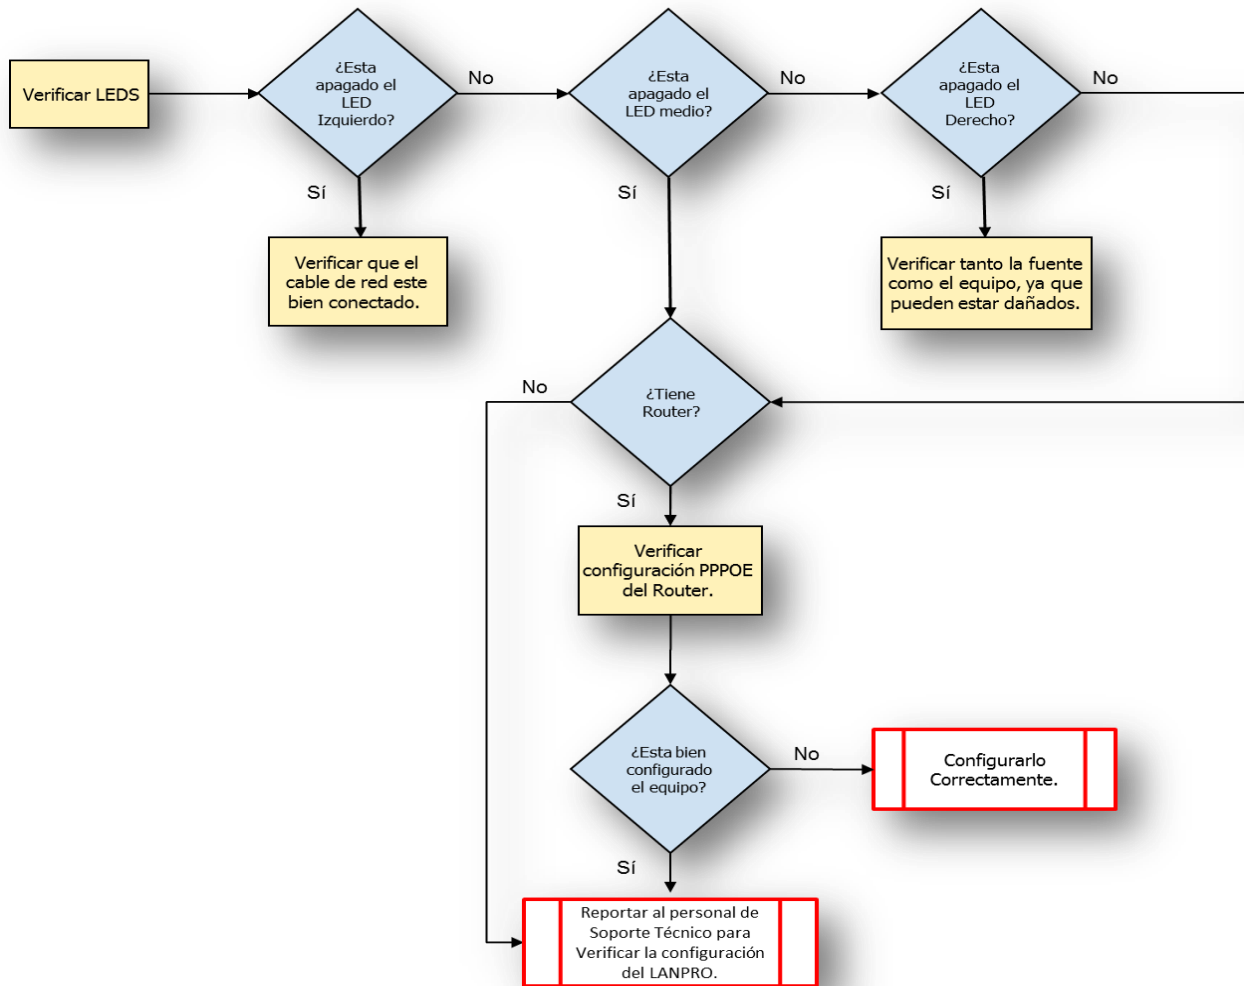 Verificar LEDS
¿Esta
apagado el
LED
Izquierdo?
No
¿Esta
apagado el
LED medio?
No
¿Esta
apagado el
LED
Derecho?
No
Sí
Sí
Sí
Verificar que el
cable de red este
bien conectado.
Verificar tanto la fuente
como el equipo, ya que
pueden estar dañados.
No
¿Tiene
Router?
Sí
Verificar
configuración PPPOE
del Router.
¿Esta bien
configurado
el equipo?
No
Configurarlo
Correctamente.
Sí
Reportar al personal de
Soporte Técnico para
Verificar la configuración
del LANPRO.